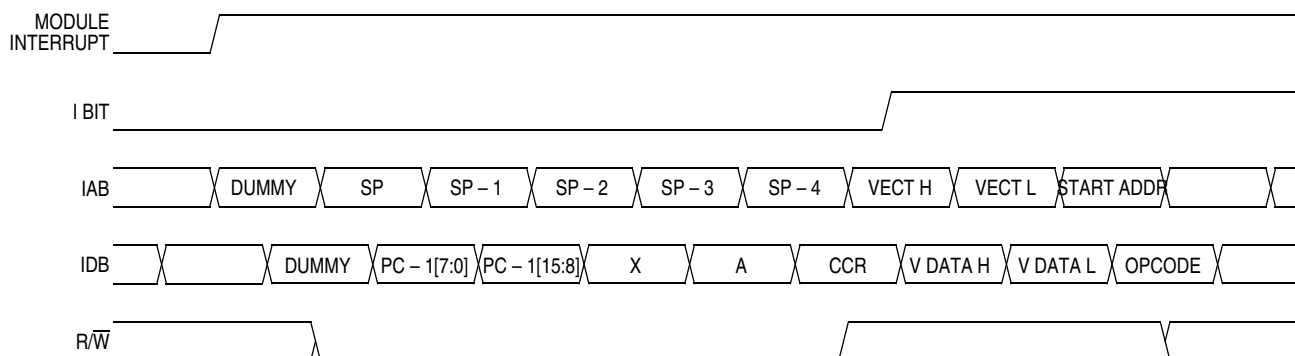 MODULE
INTERRUPT
I BIT
IAB DUMMY SP SP – 1 SP – 2 SP – 3 SP – 4 VECT H VECT L START ADDR
IDB DUMMY PC – 1[7:0] PC – 1[15:8] X A CCR V DATA H V DATA L OPCODE
R/W̅